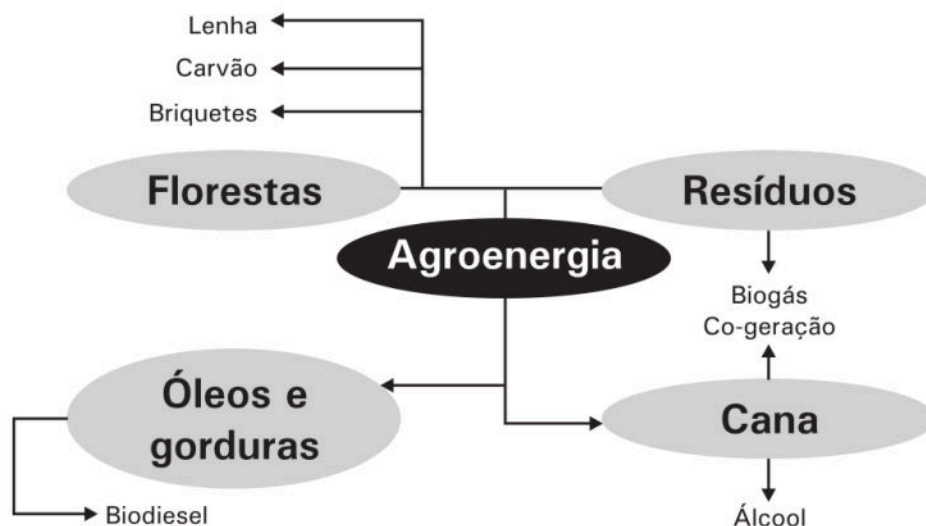 Lenha
Carvão
Briquetes
Florestas
Resíduos
Agroenergia
Biogás
Co-geração
Óleos e
gorduras
Cana
Biodiesel
Álcool